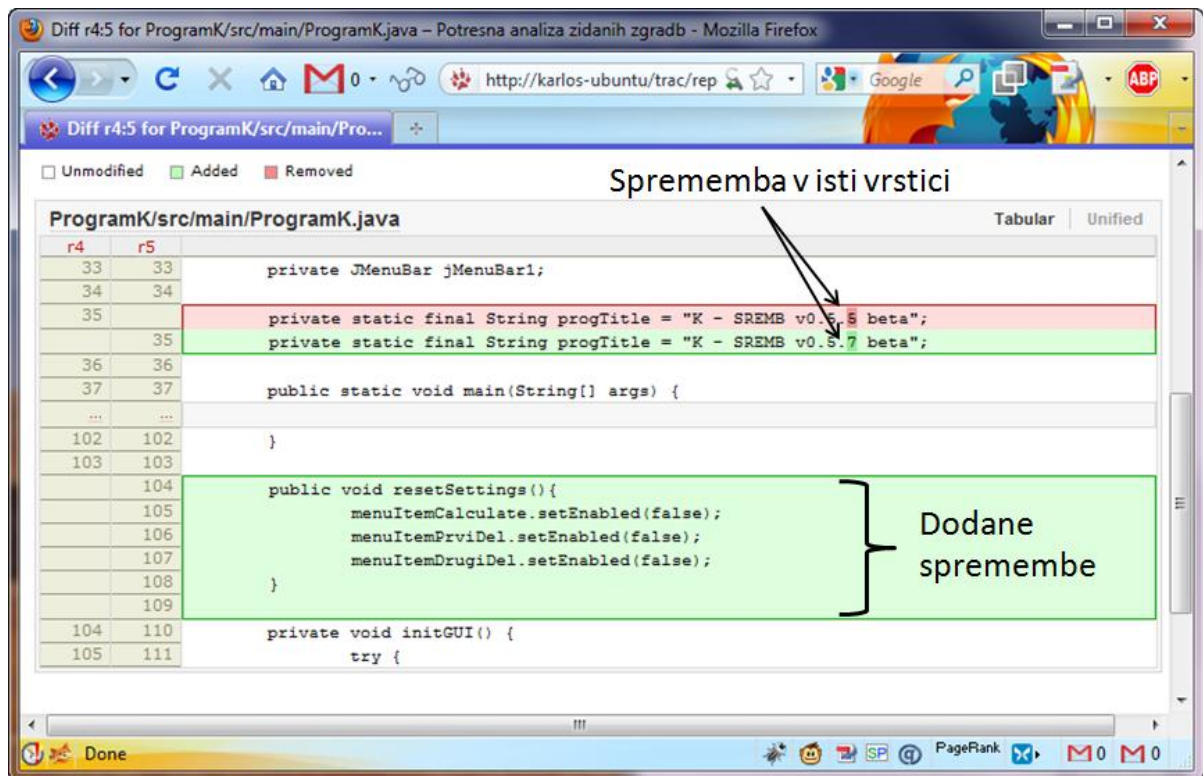 Diff r4:5 for ProgramK/src/main/ProgramK.java – Potresna analiza zidanih zgradb - Mozilla Firefox
0
http://karlos-ubuntu/trac/rep
Google
ABP
Diff r4:5 for ProgramK/src/main/Pro...
Unmodified Added Removed
Sprememba v isti vrstici
ProgramK/src/main/ProgramK.java Tabular Unified
r4 r5
33 33 private JMenuBar jMenuBar1;
34 34
35 private static final String progTitle = "K - SREMB v0.5.5 beta";
35 private static final String progTitle = "K - SREMB v0.5.7 beta";
36 36
37 37 public static void main(String[] args) {
... ...
102 102 }
103 103
104 public void resetSettings(){
105 menuItemCalculate.setEnabled(false);
106 menuItemPrviDel.setEnabled(false);
107 menuItemDrugiDel.setEnabled(false);
108 }
109
Dodane
spremembe
104 110 private void initGUI() {
105 111 try {
Done
SP @ PageRank 0 0